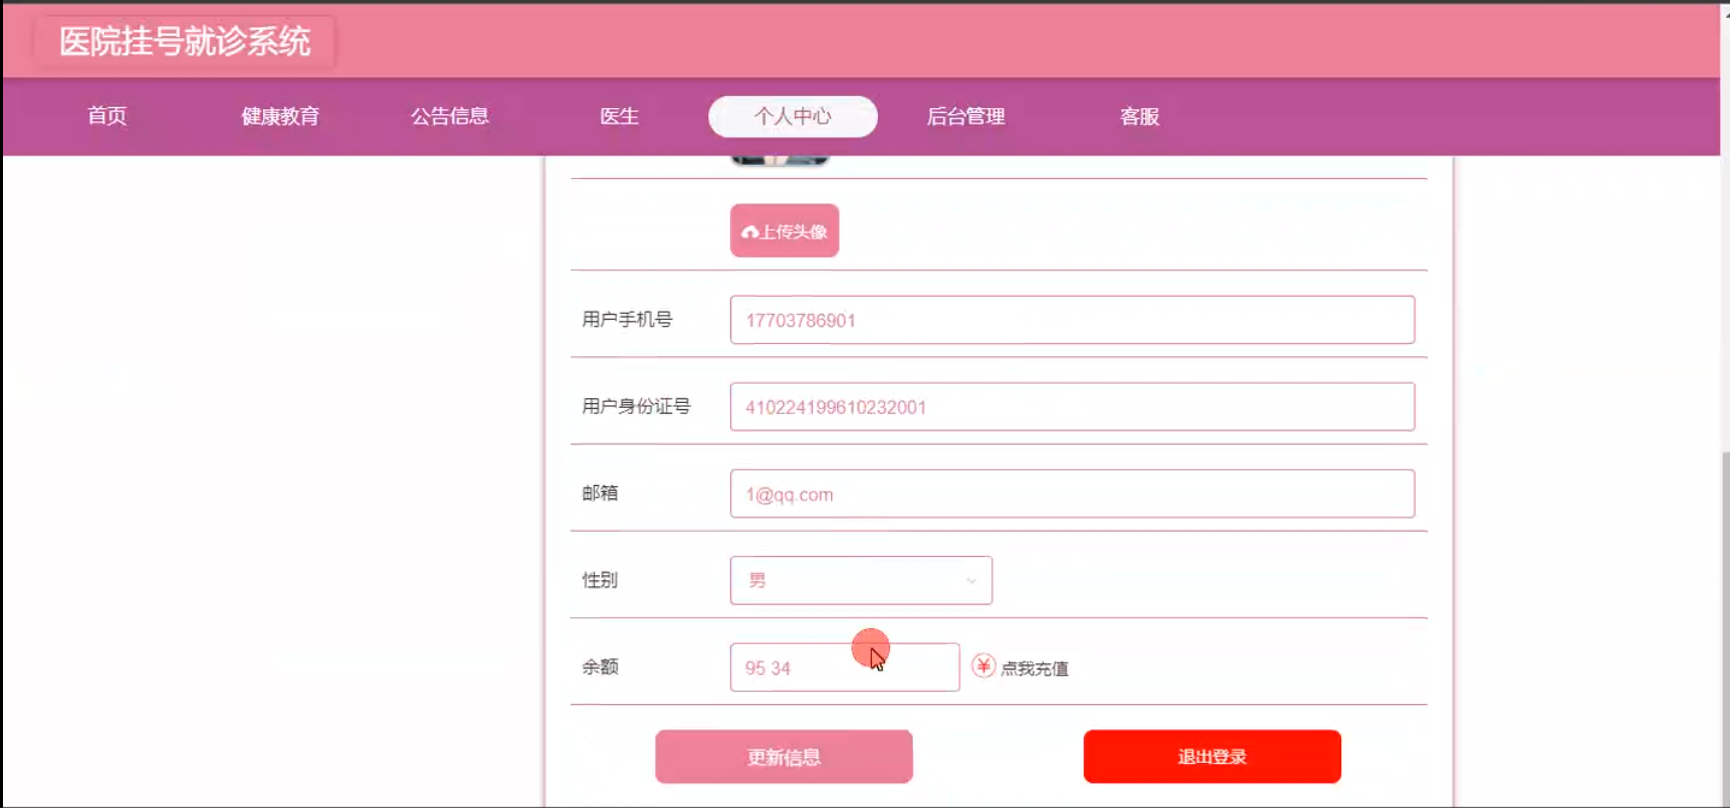 医院挂号就诊系统
首页 健康教育 公告信息 医生 个人中心 后台管理 客服
上传头像
用户手机号 17703786901
用户身份证号 410224199610232001
邮箱 1@qq.com
性别 男
余额 95 34 点我充值
更新信息 退出登录